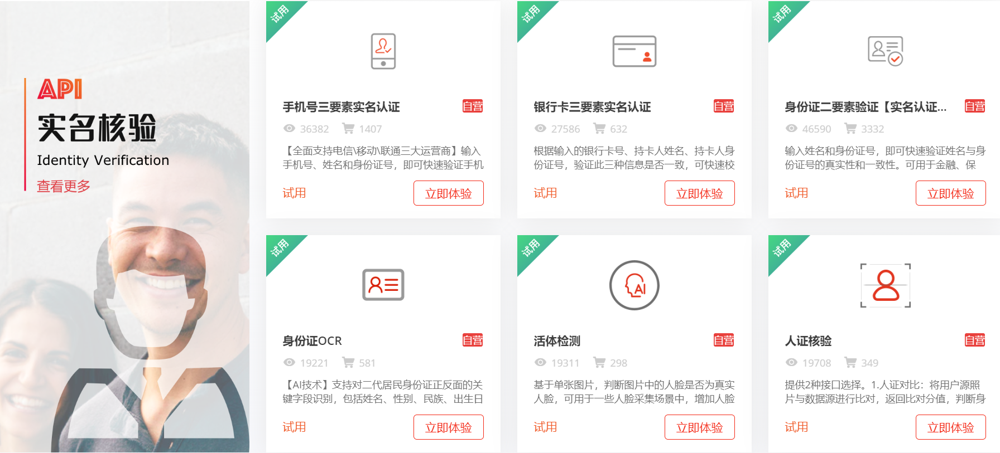 API
实名核验
Identity Verification
查看更多
试用
手机号三要素实名认证 自营
36382 1407
【全面支持电信\移动\联通三大运营商】输入
手机号、姓名和身份证号，即可快速验证手机
试用 立即体验
试用
银行卡三要素实名认证 自营
27586 632
根据输入的银行卡号、持卡人姓名、持卡人身
份证号，验证此三种信息是否一致，可快速校
试用 立即体验
试用
身份证二要素验证【实名认证... 自营
46590 3332
输入姓名和身份证号，即可快速验证姓名与身
份证号的真实性和一致性。可用于金融、保
试用 立即体验
试用
身份证OCR 自营
19221 581
【AI技术】支持对二代居民身份证正反面的关
键字段识别，包括姓名、性别、民族、出生日
试用 立即体验
试用
AI
活体检测 自营
19311 298
基于单张图片，判断图片中的人脸是否为真实
人脸，可用于一些人脸采集场景中，增加人脸
试用 立即体验
试用
人证核验 自营
19708 349
提供2种接口选择。1.人证对比：将用户源照
片与数据源进行比对，返回比对分值，判断身
试用 立即体验